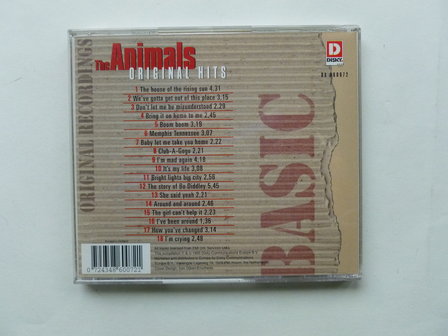 The Animals
ORIGINAL HITS
DISKY
ORIGINAL RECORDINGS
BASIC
1 The house of the rising sun 4,31
2 We've gotta get out of this place 3,15
3 Don't let me be misunderstood 2,28
4 Bring it on home to me 2,45
5 Boom boom 3,18
6 Memphis Tennessee 3,07
7 Baby let me take you home 2,22
8 Club-A-Gogo 2,21
9 I'm mad again 4,18
10 It's my life 3,08
11 Bright lights big city 2,56
12 The story of Bo Diddley 5,45
13 She said yeah 2,21
14 Around and around 2,46
15 The girl can't help it 2,23
16 I've been around 1,36
17 How you've changed 3,14
18 I'm crying 2,48
0 724348 600721